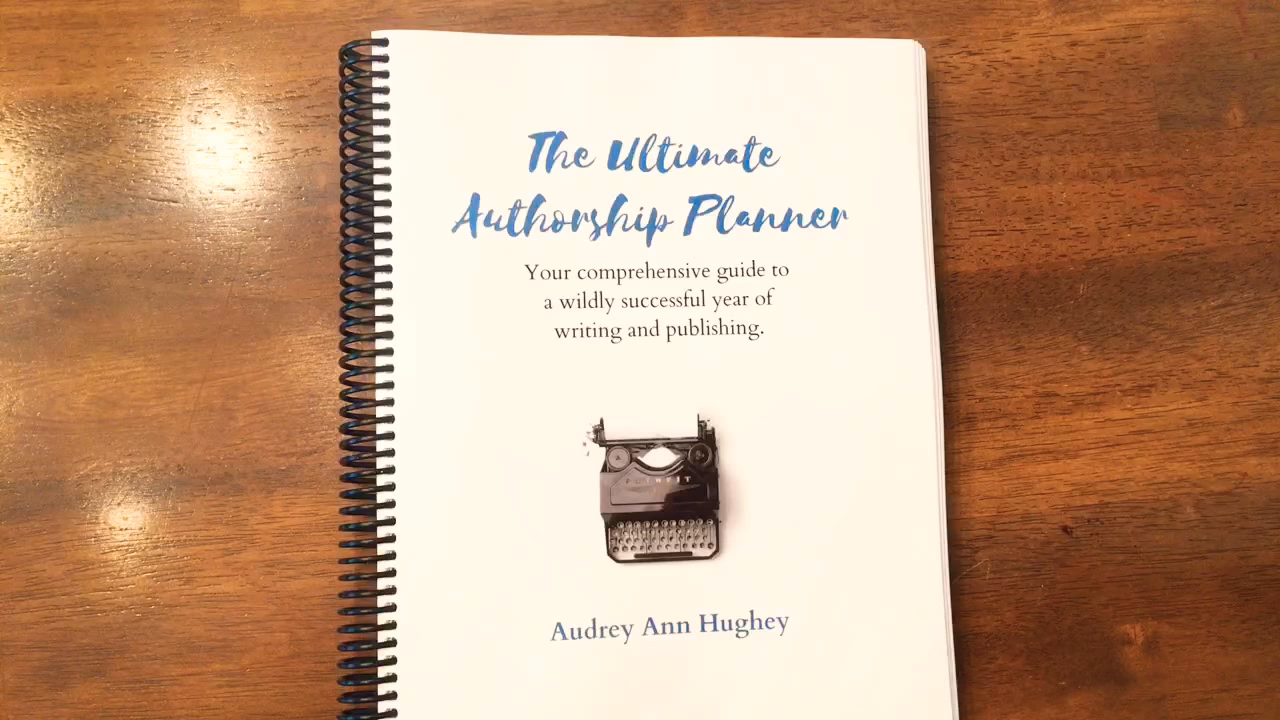 The Ultimate
Authorship Planner
Your comprehensive guide to
a wildly successful year of
writing and publishing.
Audrey Ann Hughey